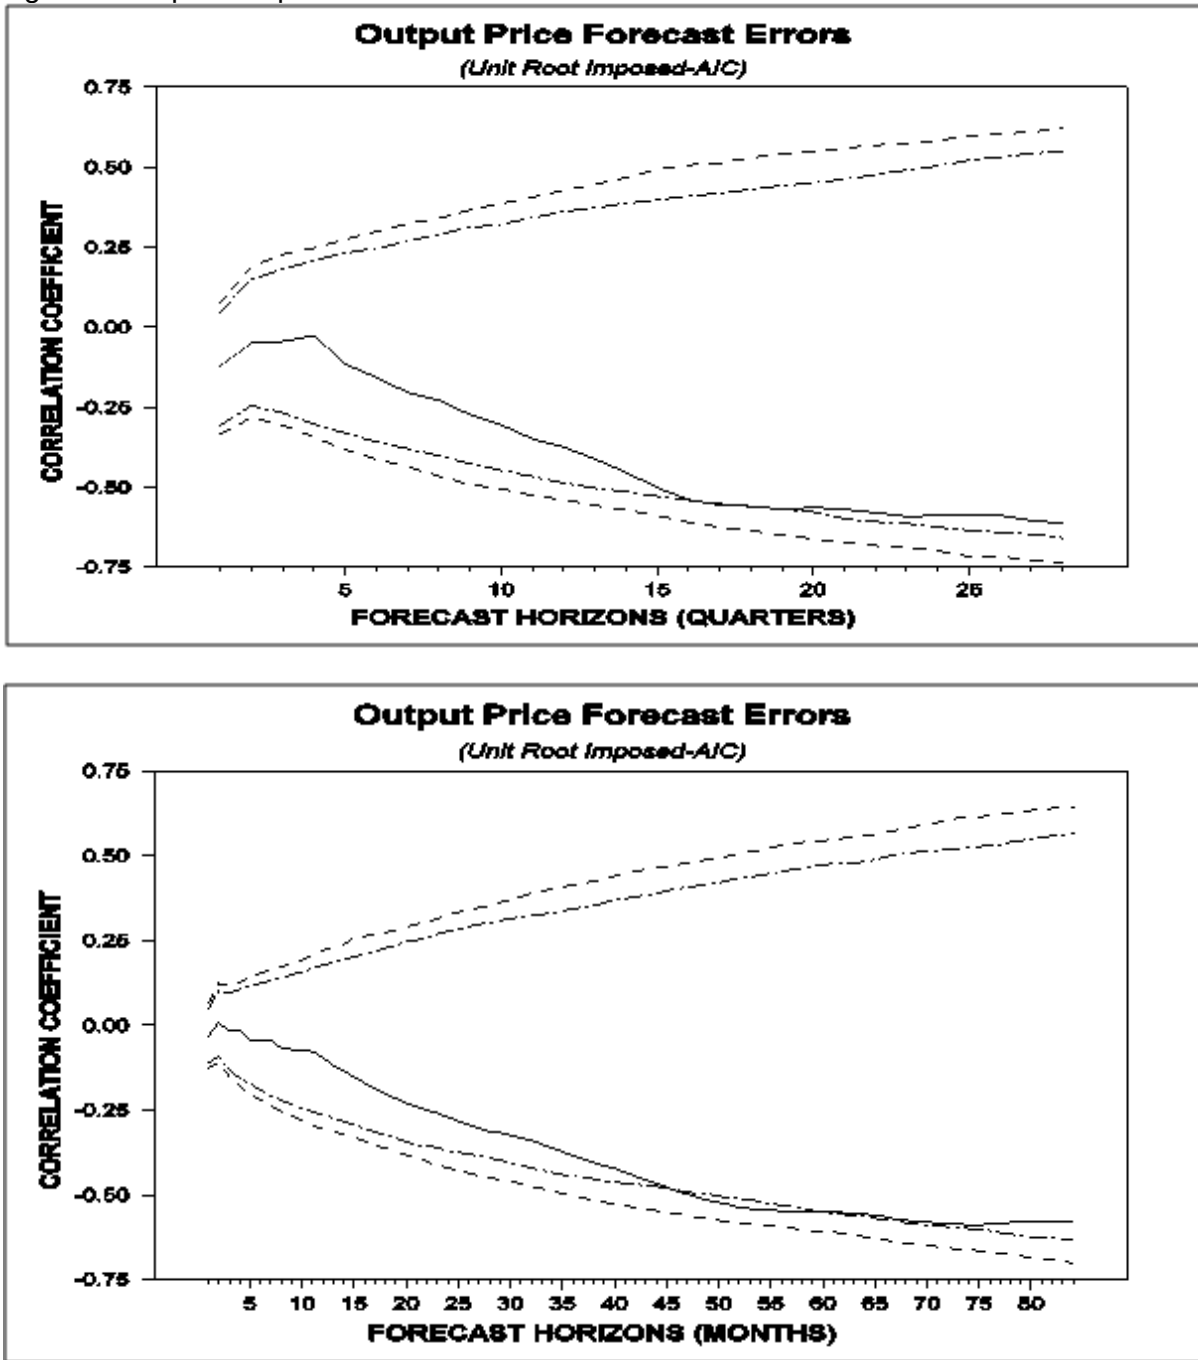 Output Price Forecast Errors
(Unit Root Imposed-AIC)
0.75
0.50
0.25
0.00
-0.25
-0.50
-0.75
CORRELATION COEFFICIENT
5 10 15 20 25
FORECAST HORIZONS (QUARTERS)
Output Price Forecast Errors
(Unit Root Imposed-AIC)
0.75
0.50
0.25
0.00
-0.25
-0.50
-0.75
CORRELATION COEFFICIENT
5 10 15 20 25 30 35 40 45 50 55 60 65 70 75 80
FORECAST HORIZONS (MONTHS)